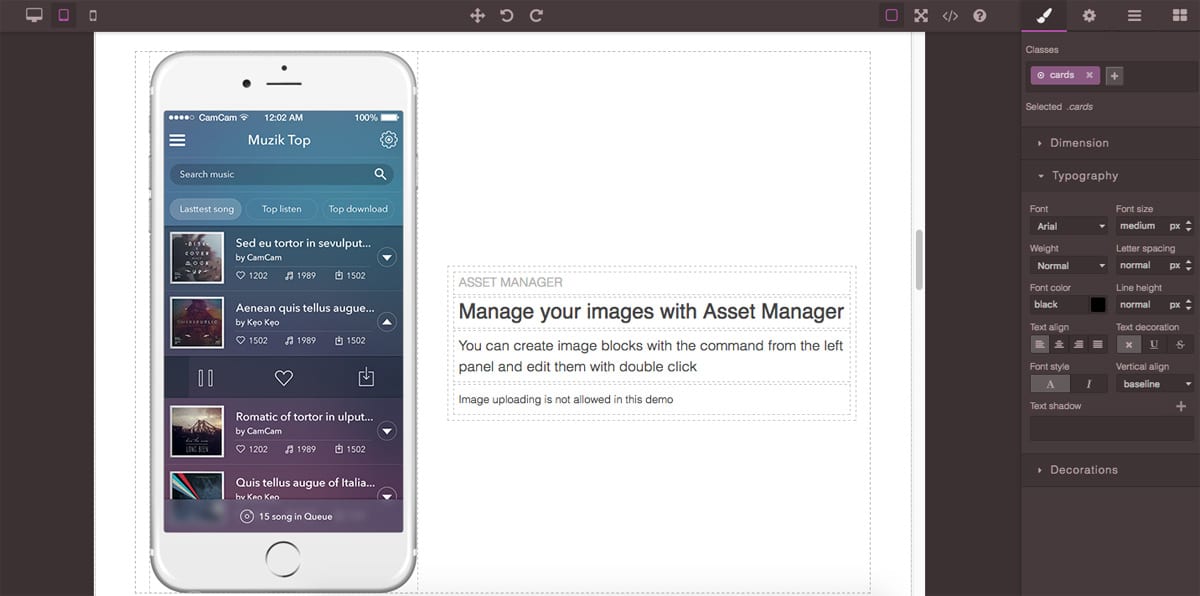 CamCam 12:02 AM 100%
Muzik Top
Search music
Lasttest song Top listen Top download
Sed eu tortor in sevulput...
by CamCam
1202 1989 1502
Aenean quis tellus augue...
by Kẹo Kẹo
1502 1989 1502
Romatic of tortor in ulput...
by CamCam
1202 1989 1502
Quis tellus augue of Italia...
by Kẹo Kẹo
15 song in Queue
ASSET MANAGER
Manage your images with Asset Manager
You can create image blocks with the command from the left
panel and edit them with double click
Image uploading is not allowed in this demo
Classes
cards
Selected .cards
Dimension
Typography
Font Font size
Arial medium px
Weight Letter spacing
Normal normal px
Font color Line height
black normal px
Text align Text decoration
U S
Font style Vertical align
A I baseline
Text shadow
Decorations